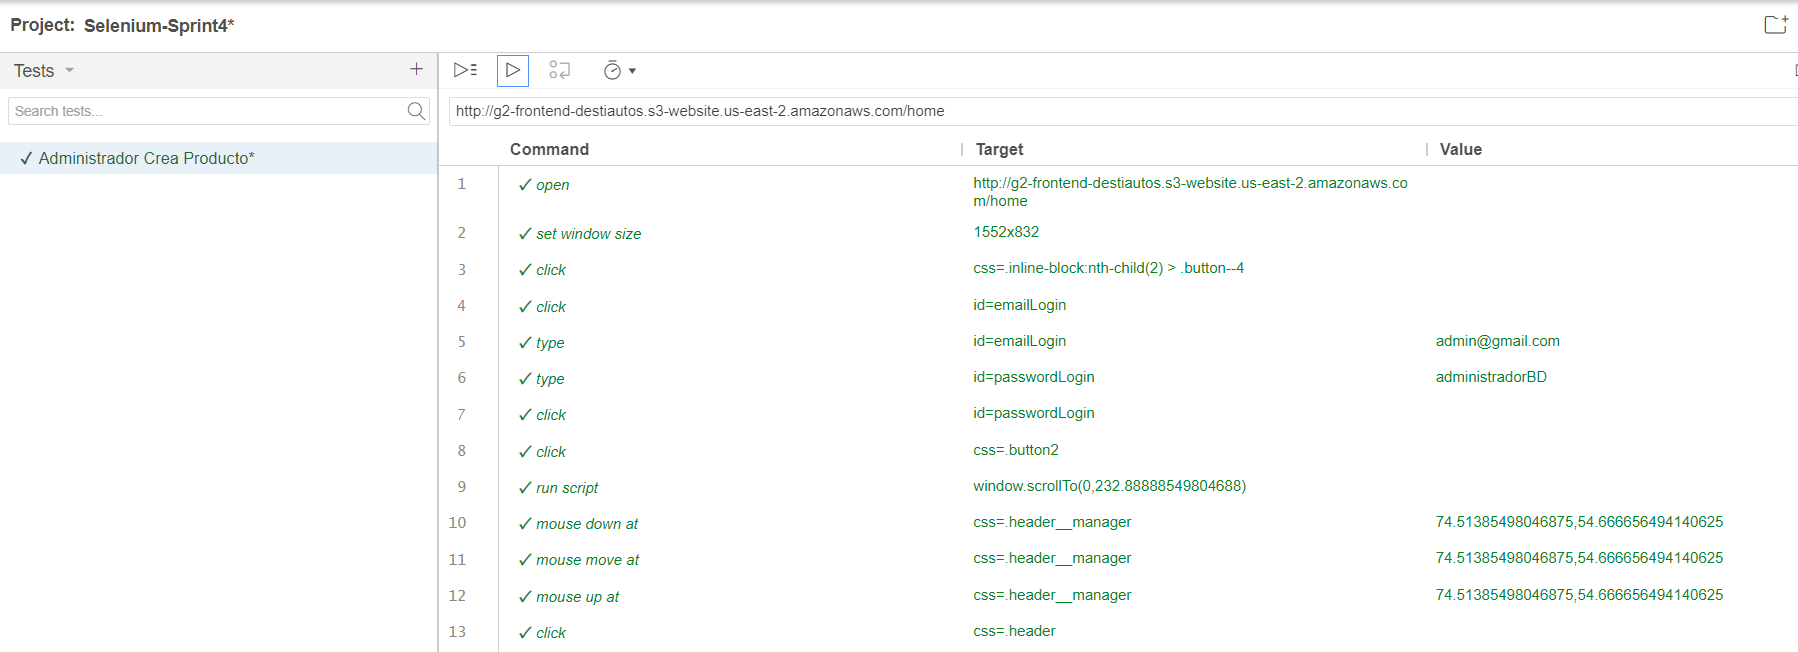 Project: Selenium-Sprint4*
Tests
Search tests...
✓ Administrador Crea Producto*
http://g2-frontend-destiautos.s3-website.us-east-2.amazonaws.com/home
Command Target Value
1 ✓ open http://g2-frontend-destiautos.s3-website.us-east-2.amazonaws.co
m/home
2 ✓ set window size 1552x832
3 ✓ click css=.inline-block:nth-child(2) > .button--4
4 ✓ click id=emailLogin
5 ✓ type id=emailLogin admin@gmail.com
6 ✓ type id=passwordLogin administradorBD
7 ✓ click id=passwordLogin
8 ✓ click css=.button2
9 ✓ run script window.scrollTo(0,232.88888549804688)
10 ✓ mouse down at css=.header__manager 74.51385498046875,54.666656494140625
11 ✓ mouse move at css=.header__manager 74.51385498046875,54.666656494140625
12 ✓ mouse up at css=.header__manager 74.51385498046875,54.666656494140625
13 ✓ click css=.header